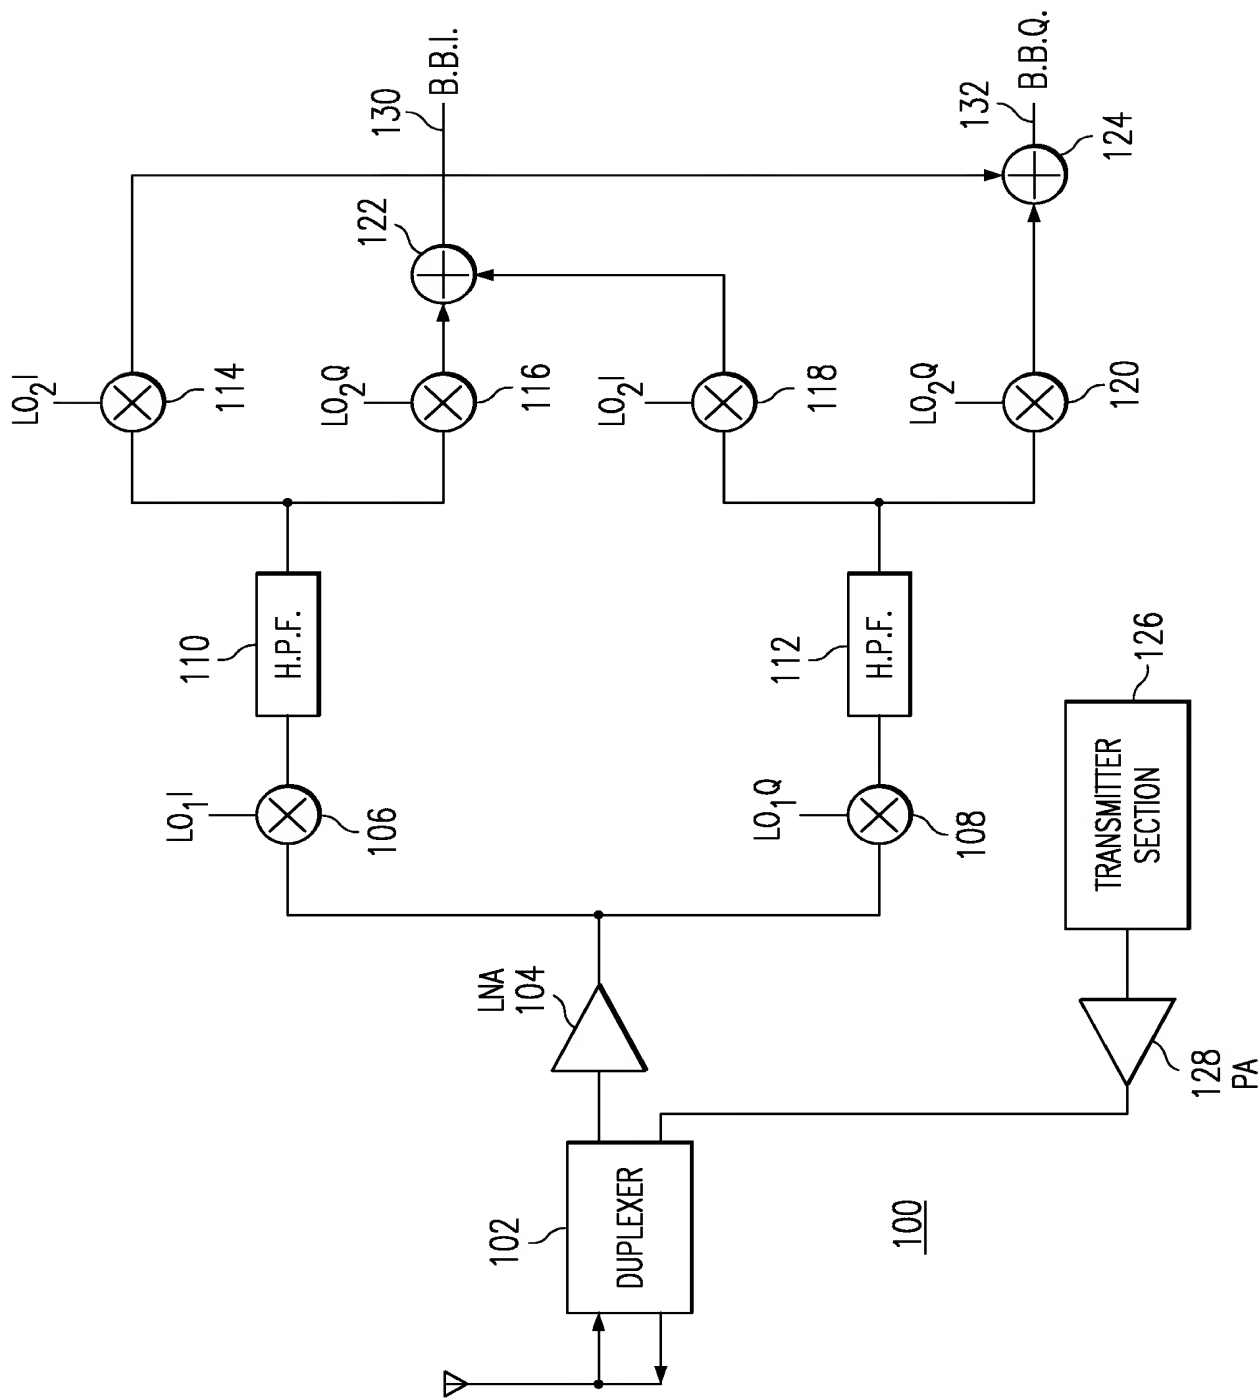 LO2I
114
LO2Q
116
LO2I
118
LO2Q
120
122
130
B.B.I.
132
B.B.Q.
124
110
H.P.F.
112
H.P.F.
LO1I
106
LO1Q
108
LNA
104
102
DUPLEXER
126
TRANSMITTER
SECTION
128
PA
100